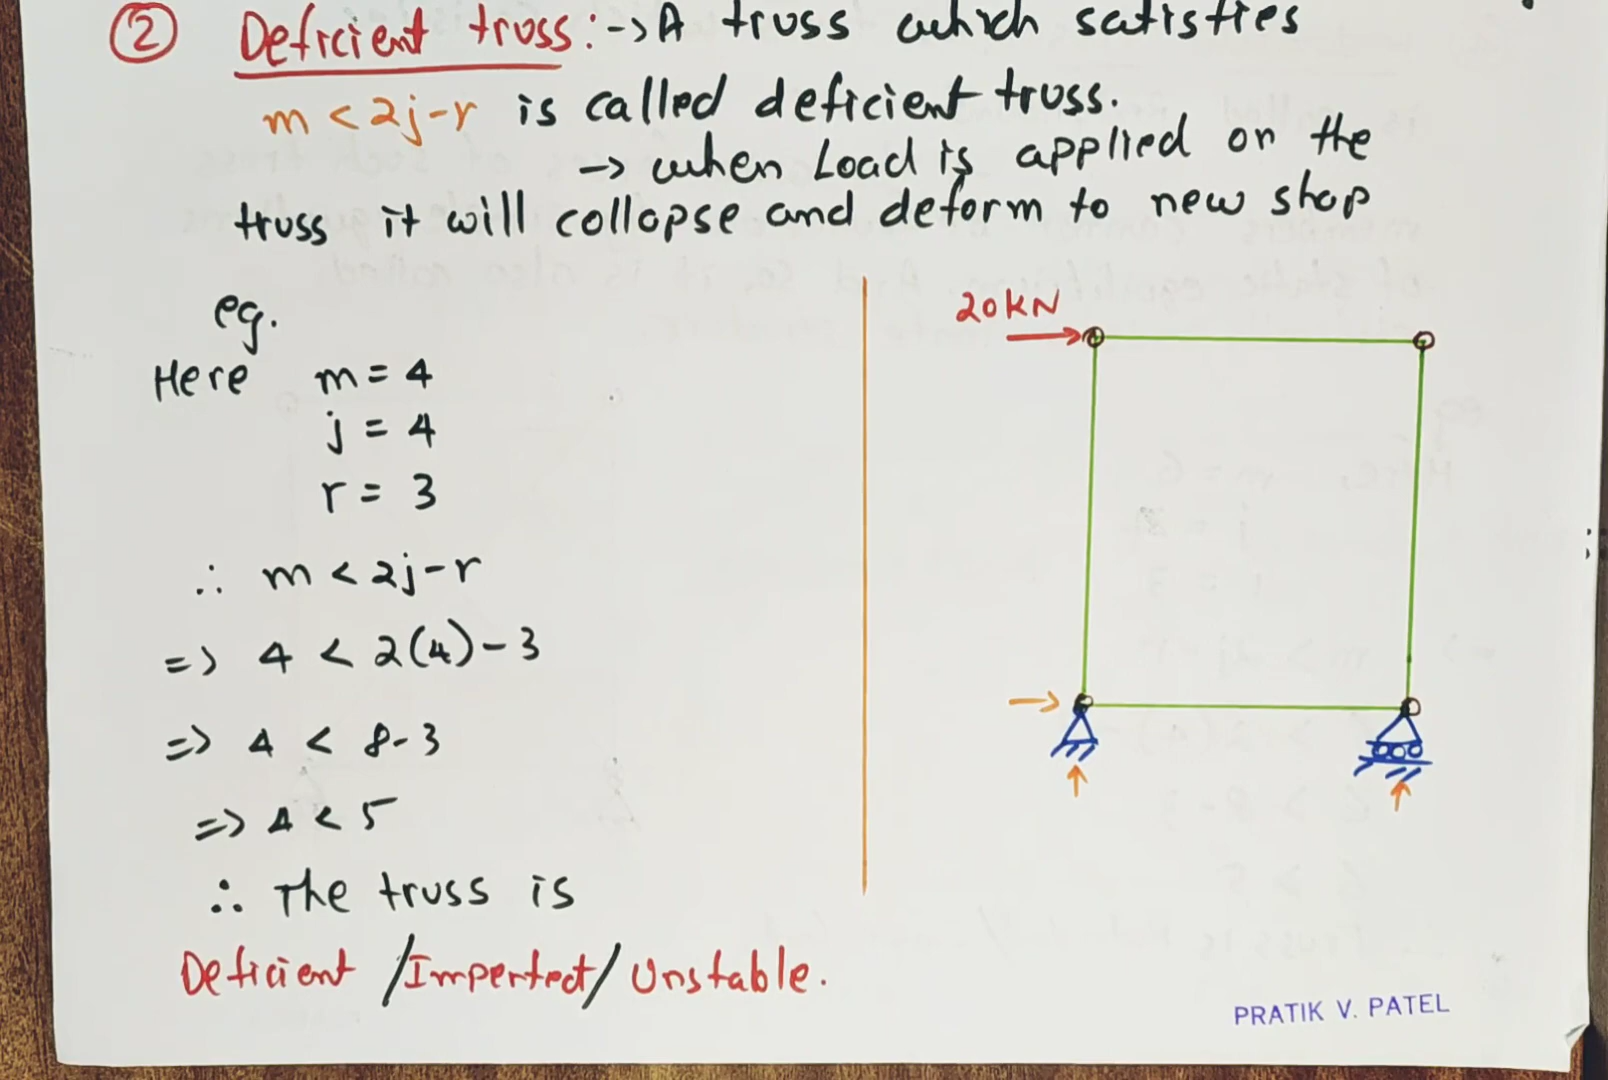 ② Deficient truss:-> A truss which satisfies
m < 2j-r is called deficient truss.
-> when Load is applied on the
truss it will collapse and deform to new shap
eg.
Here m = 4
j = 4
r = 3
∴ m < 2j-r
=> 4 < 2(4)-3
=> 4 < 8-3
=> 4 < 5
∴ The truss is
Deficient /Imperfect/ Unstable.
20KN
PRATIK V. PATEL